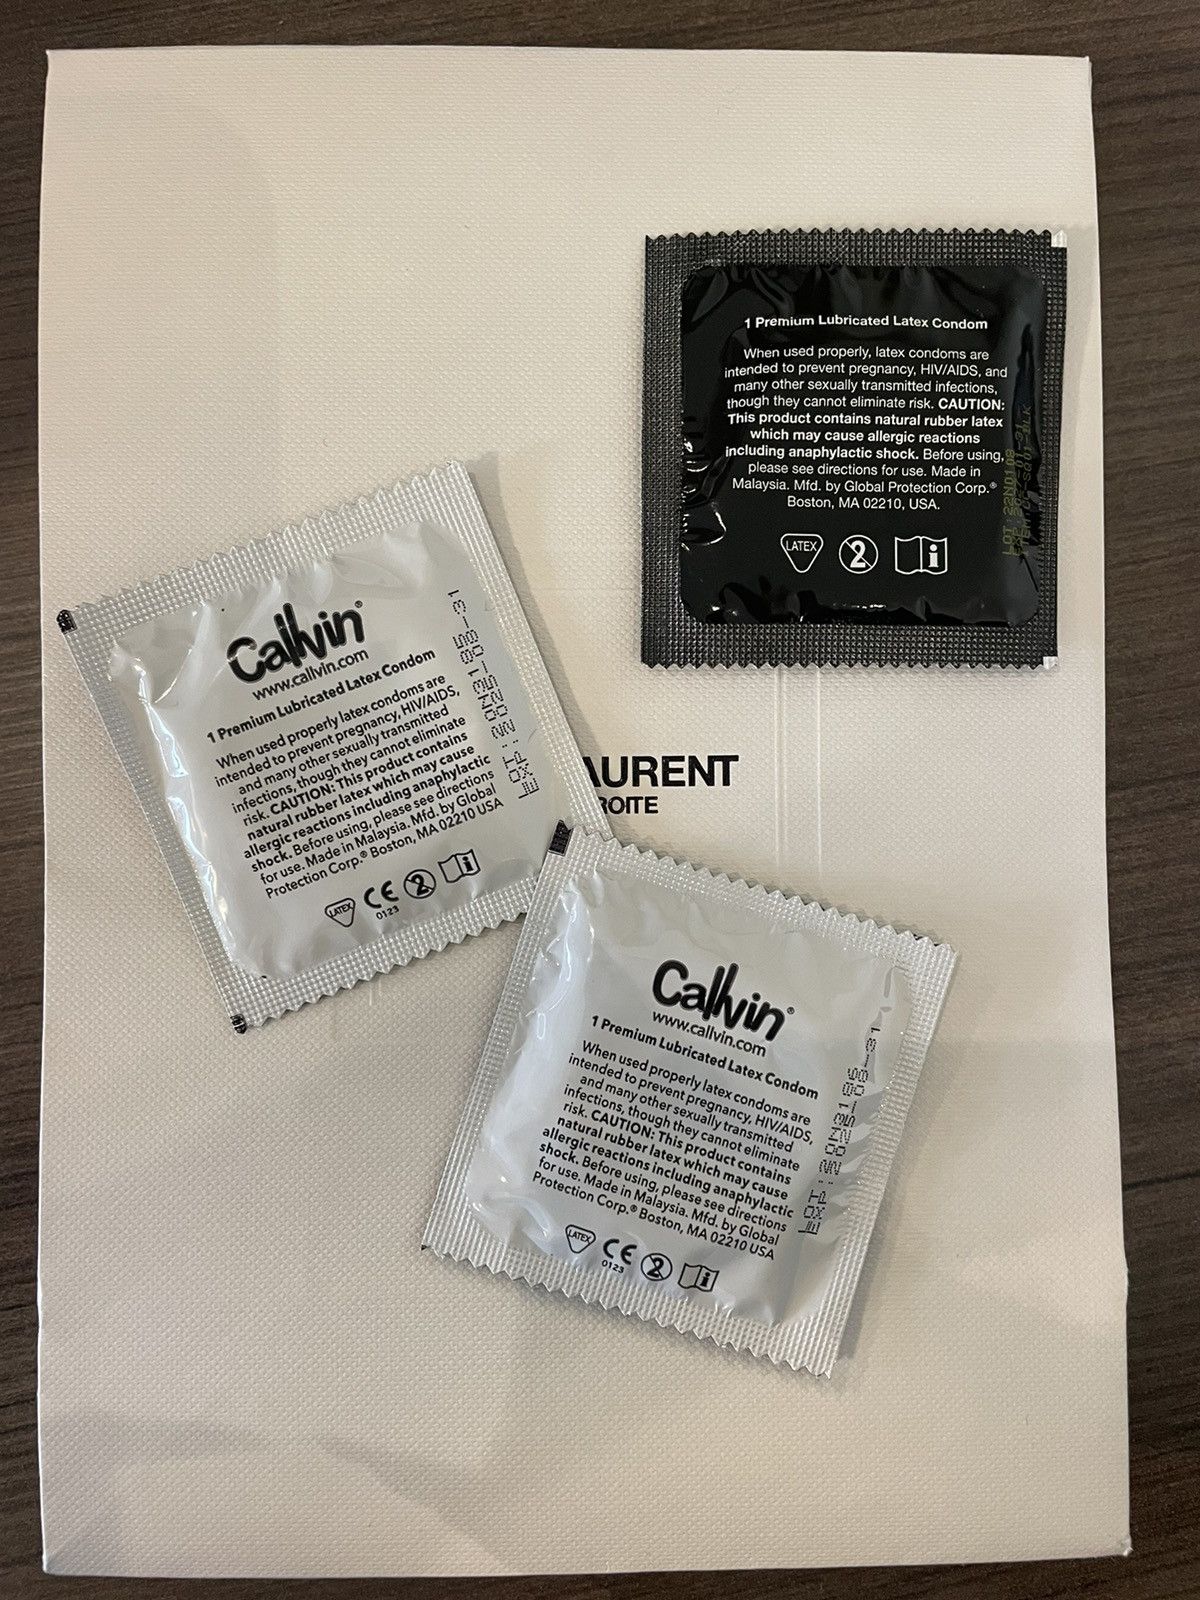 1 Premium Lubricated Latex Condom
When used properly, latex condoms are
intended to prevent pregnancy, HIV/AIDS, and
many other sexually transmitted infections,
though they cannot eliminate risk. CAUTION:
This product contains natural rubber latex
which may cause allergic reactions
including anaphylactic shock. Before using,
please see directions for use. Made in
Malaysia. Mfd. by Global Protection Corp.®
Boston, MA 02210, USA.
LATEX
2
i
LOT: 22N0108
Callvin®
www.callvin.com
1 Premium Lubricated Latex Condom
When used properly latex condoms are
intended to prevent pregnancy, HIV/AIDS,
and many other sexually transmitted
infections, though they cannot eliminate
risk. CAUTION: This product contains
natural rubber latex which may cause
allergic reactions including anaphylactic
shock. Before using, please see directions
for use. Made in Malaysia. Mfd. by Global
Protection Corp.® Boston, MA 02210 USA
LATEX
CE
0123
2
i
LOT: 20M3185
EXP: 2025-08-31
AURENT
ROITE
Callvin®
www.callvin.com
1 Premium Lubricated Latex Condom
When used properly latex condoms are
intended to prevent pregnancy, HIV/AIDS,
and many other sexually transmitted
infections, though they cannot eliminate
risk. CAUTION: This product contains
natural rubber latex which may cause
allergic reactions including anaphylactic
shock. Before using, please see directions
for use. Made in Malaysia. Mfd. by Global
Protection Corp.® Boston, MA 02210 USA
LATEX
CE
0123
2
i
LOT: 20M3186
EXP: 2025-08-31